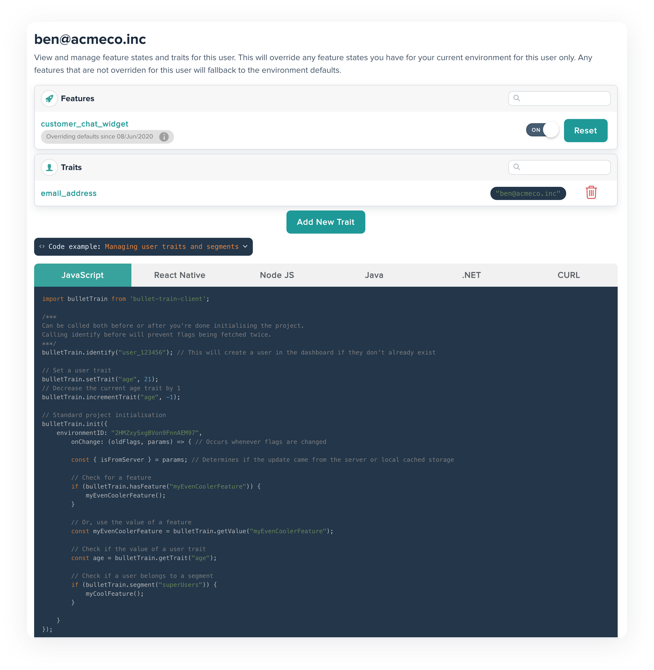 ben@acmeco.inc
View and manage feature states and traits for this user. This will override any feature states you have for your current environment for this user only. Any
features that are not overriden for this user will fallback to the environment defaults.
Features
customer_chat_widget
Overriding defaults since 08/Jun/2020
ON
Reset
Traits
email_address
"ben@acmeco.inc"
Add New Trait
Code example: Managing user traits and segments
JavaScript React Native Node JS Java .NET CURL
import bulletTrain from 'bullet-train-client';
/***
Can be called both before or after you're done initialising the project.
Calling identify before will prevent flags being fetched twice.
***/
bulletTrain.identify("user_123456"); // This will create a user in the dashboard if they don't already exist
// Set a user trait
bulletTrain.setTrait("age", 21);
// Decrease the current age trait by 1
bulletTrain.incrementTrait("age", -1);
// Standard project initialisation
bulletTrain.init({
environmentID:
onChange: (oldFlags, params) => { // Occurs whenever flags are changed
const { isFromServer } = params; // Determines if the update came from the server or local cached storage
// Check for a feature
if (bulletTrain.hasFeature("myEvenCoolerFeature")) {
myEvenCoolerFeature();
}
// Or, use the value of a feature
const myEvenCoolerFeature = bulletTrain.getValue("myEvenCoolerFeature");
// Check if the value of a user trait
const age = bulletTrain.getTrait("age");
// Check if a user belongs to a segment
if (bulletTrain.segment("superUsers")) {
myCoolFeature();
}
}
});